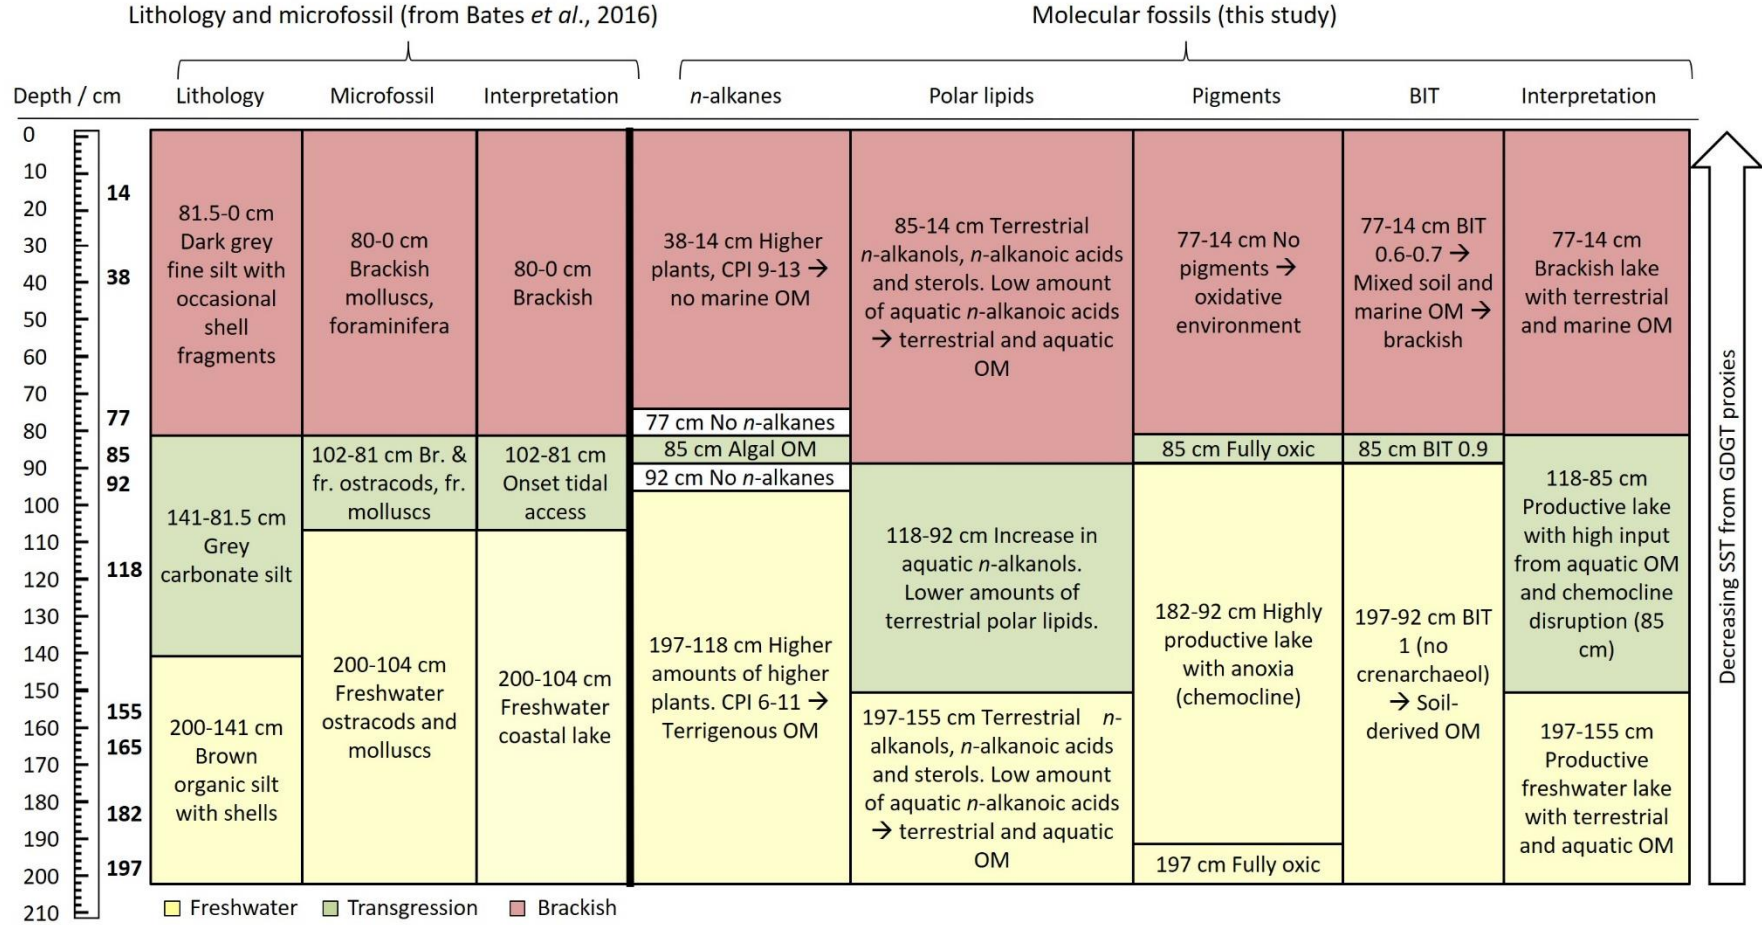 Lithology and microfossil (from Bates et al., 2016)
Molecular fossils (this study)
Depth / cm
Lithology
Microfossil
Interpretation
n-alkanes
Polar lipids
Pigments
BIT
Interpretation
0
10
20
30
40
50
60
70
80
90
100
110
120
130
140
150
160
170
180
190
200
210
14
38
77
85
92
118
155
165
182
197
81.5-0 cm
Dark grey
fine silt with
occasional
shell
fragments
141-81.5 cm
Grey
carbonate silt
200-141 cm
Brown
organic silt
with shells
80-0 cm
Brackish
molluscs,
foraminifera
102-81 cm Br. &
fr. ostracods, fr.
molluscs
200-104 cm
Freshwater
ostracods and
molluscs
80-0 cm
Brackish
102-81 cm
Onset tidal
access
200-104 cm
Freshwater
coastal lake
38-14 cm Higher
plants, CPI 9-13 →
no marine OM
77 cm No n-alkanes
85 cm Algal OM
92 cm No n-alkanes
197-118 cm Higher
amounts of higher
plants. CPI 6-11 →
Terrigenous OM
85-14 cm Terrestrial
n-alkanols, n-alkanoic acids
and sterols. Low amount
of aquatic n-alkanoic acids
→ terrestrial and aquatic
OM
118-92 cm Increase in
aquatic n-alkanols.
Lower amounts of
terrestrial polar lipids.
197-155 cm Terrestrial n-
alkanols, n-alkanoic acids
and sterols. Low amount
of aquatic n-alkanoic acids
→ terrestrial and aquatic
OM
77-14 cm No
pigments →
oxidative
environment
85 cm Fully oxic
182-92 cm Highly
productive lake
with anoxia
(chemocline)
197 cm Fully oxic
77-14 cm BIT
0.6-0.7 →
Mixed soil and
marine OM →
brackish
85 cm BIT 0.9
197-92 cm BIT
1 (no
crenarchaeol)
→ Soil-
derived OM
77-14 cm
Brackish lake
with terrestrial
and marine OM
118-85 cm
Productive lake
with high input
from aquatic OM
and chemocline
disruption (85
cm)
197-155 cm
Productive
freshwater lake
with terrestrial
and aquatic OM
Decreasing SST from GDGT proxies
Freshwater
Transgression
Brackish